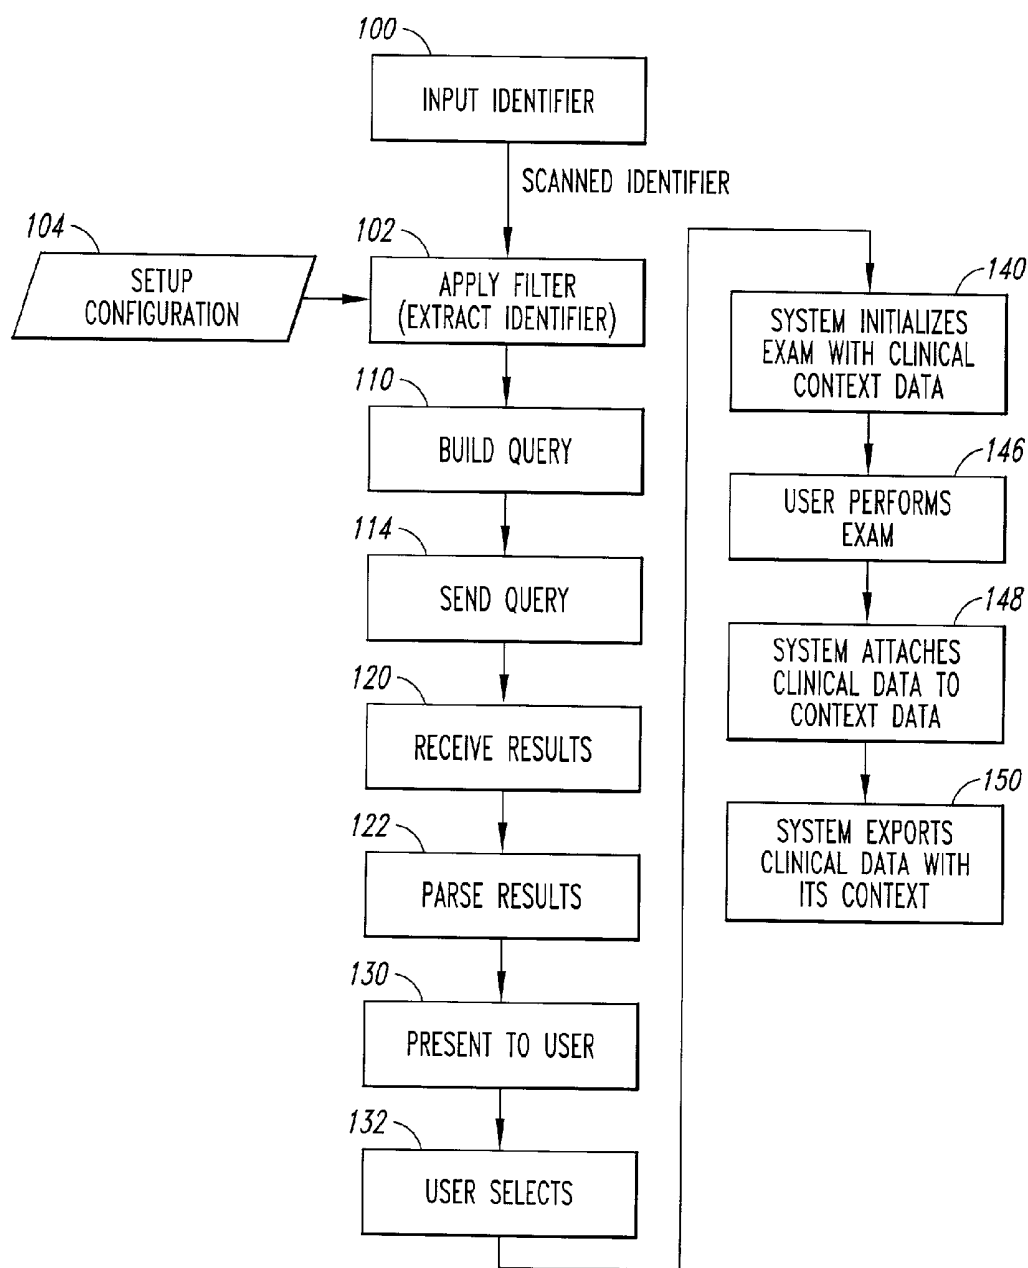 100
INPUT IDENTIFIER
SCANNED IDENTIFIER
104
SETUP
CONFIGURATION
102
APPLY FILTER
(EXTRACT IDENTIFIER)
110
BUILD QUERY
114
SEND QUERY
120
RECEIVE RESULTS
122
PARSE RESULTS
130
PRESENT TO USER
132
USER SELECTS
140
SYSTEM INITIALIZES
EXAM WITH CLINICAL
CONTEXT DATA
146
USER PERFORMS
EXAM
148
SYSTEM ATTACHES
CLINICAL DATA TO
CONTEXT DATA
150
SYSTEM EXPORTS
CLINICAL DATA WITH
ITS CONTEXT